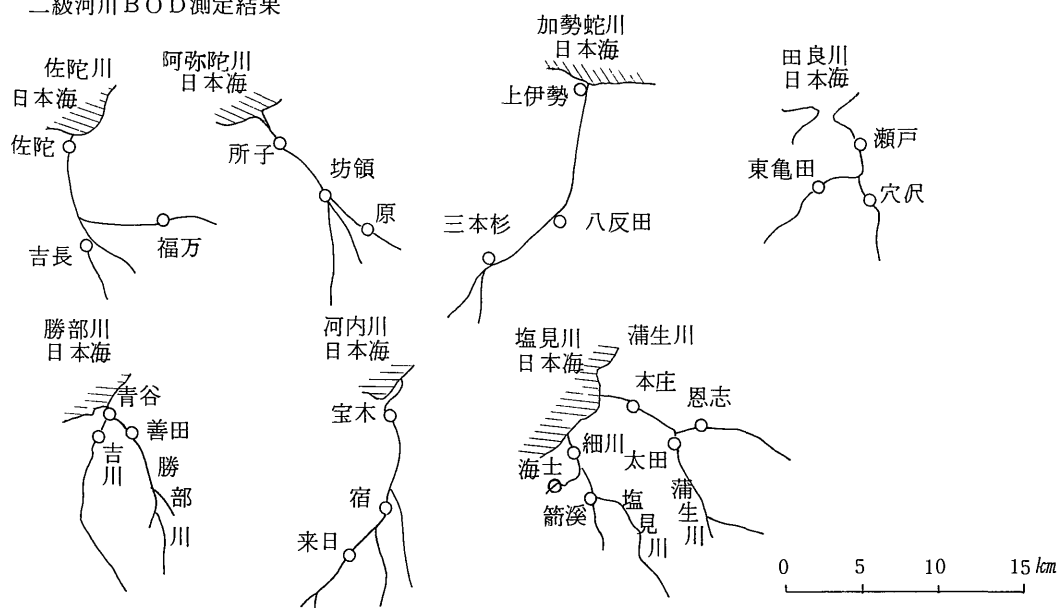 二級河川BOD測定結果
佐陀川
日本海
佐陀
吉長
福万
阿弥陀川
日本海
所子
坊領
原
加勢蛇川
日本海
上伊勢
三本杉
八反田
田良川
日本海
瀬戸
東亀田
穴沢
勝部川
日本海
青谷
善田
吉川
勝部川
河内川
日本海
宝木
宿
来日
塩見川
日本海
蒲生川
本庄
恩志
太田
蒲生川
細川
海士
箭溪
塩見川
0 5 10 15km